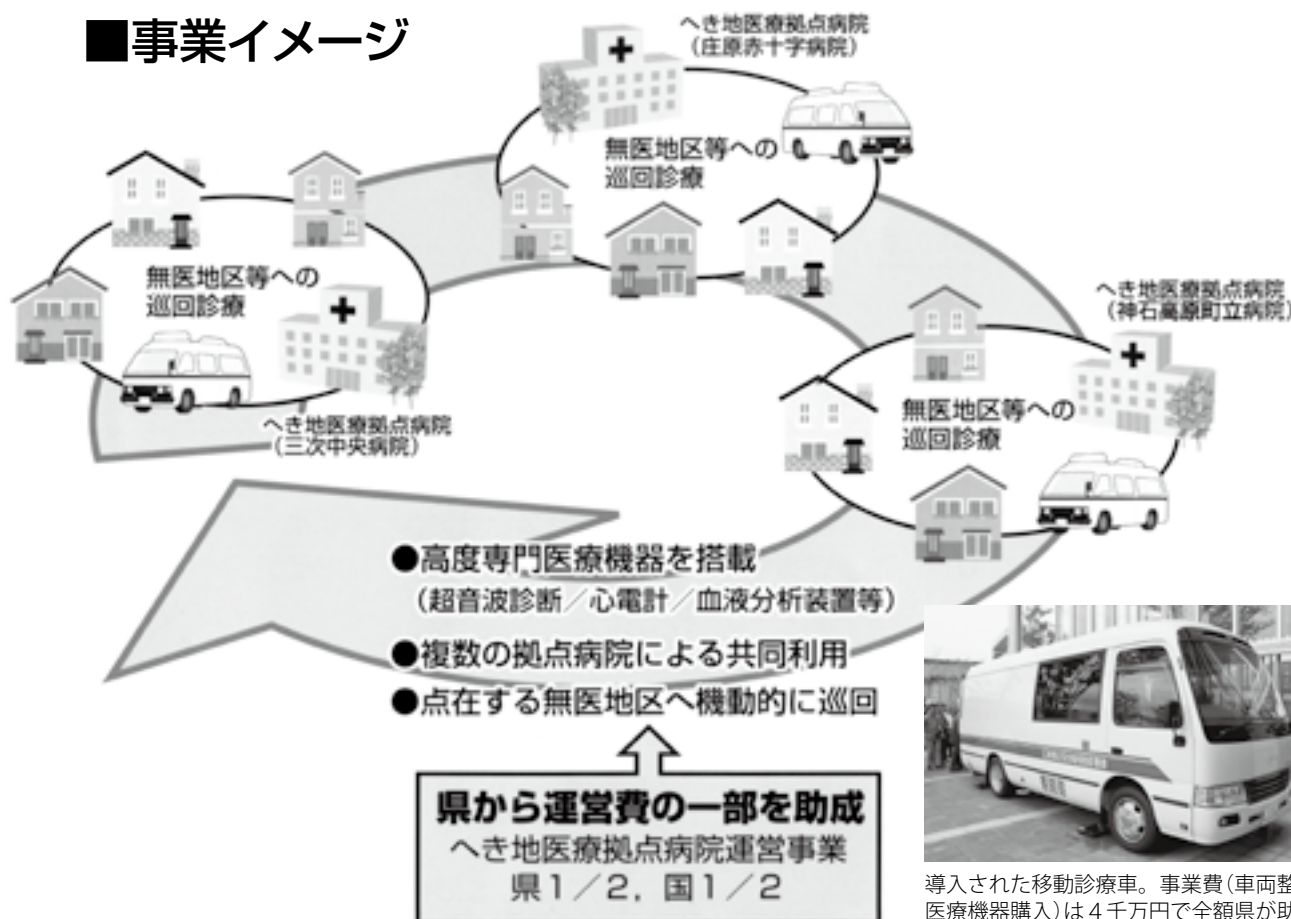 ■事業イメージ
へき地医療拠点病院
(庄原赤十字病院)
無医地区等への
巡回診療
無医地区等への
巡回診療
へき地医療拠点病院
(三次中央病院)
へき地医療拠点病院
(神石高原町立病院)
無医地区等への
巡回診療
●高度専門医療機器を搭載
(超音波診断/心電計/血液分析装置等)
●複数の拠点病院による共同利用
●点在する無医地区へ機動的に巡回
県から運営費の一部を助成
へき地医療拠点病院運営事業
県1/2,国1/2
導入された移動診療車。事業費(車両整
医療機器購入)は4千万円で全額県が助